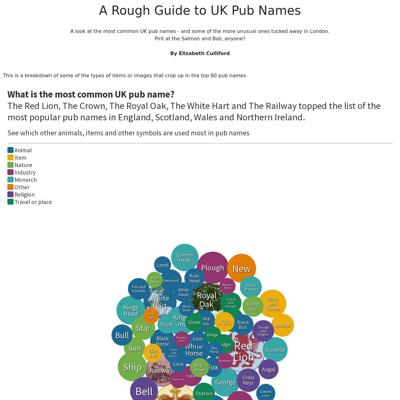 A Rough Guide to UK Pub Names
A look at the most common UK pub names - and some of the more unusual ones tucked away in London.
Pint at the Salmon and Ball, anyone?
By Elizabeth Culliford
This is a breakdown of some of the types of items or images that crop up in the top 60 pub names.
What is the most common UK pub name?
The Red Lion, The Crown, The Royal Oak, The White Hart and The Railway topped the list of the
most popular pub names in England, Scotland, Wales and Northern Ireland.
See which other animals, items and other symbols are used most in pub names
Animal
Item
Nature
Industry
Monarch
Other
Religion
Travel or place
Queens
Head
Lamb
Plough
New
Bulls
Head
Fox and
Hounds
White
Swan
Royal
Oak
Kings
Head
White
Hart
Star
Globe
Black
Bull
Bull
Black
Horse
Lion
White
Horse
Red
Lion
Victoria
Sun
Ship
Railway
Cock
Fox
Angel
George
Cross
Keys
Bell
Station